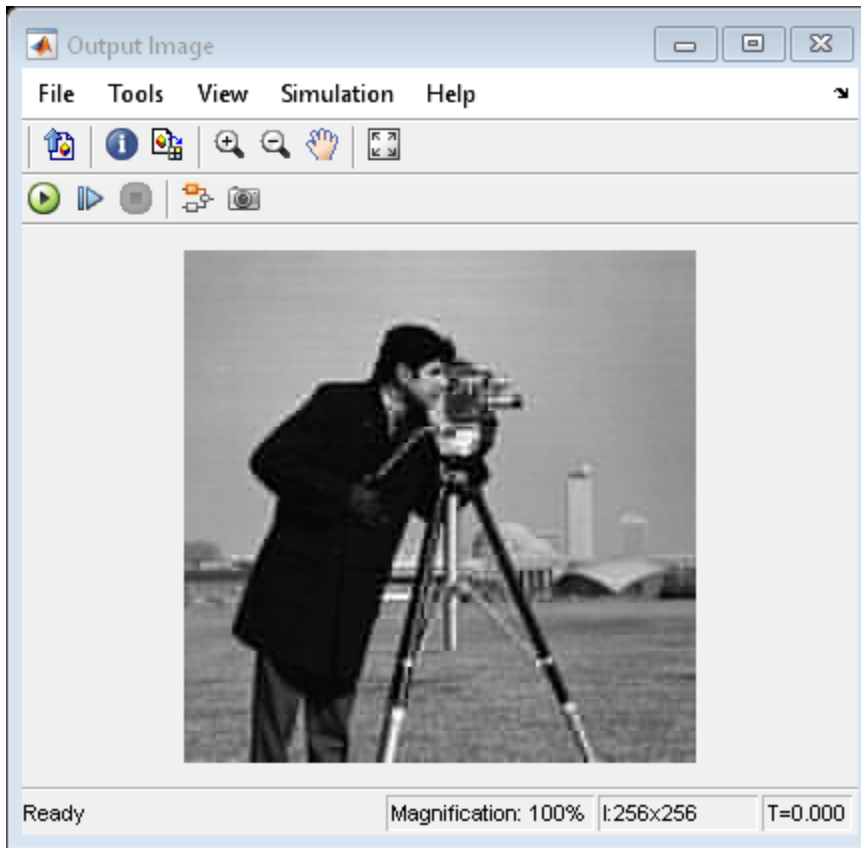 Output Image
File Tools View Simulation Help
Ready Magnification: 100% I:256x256 T=0.000